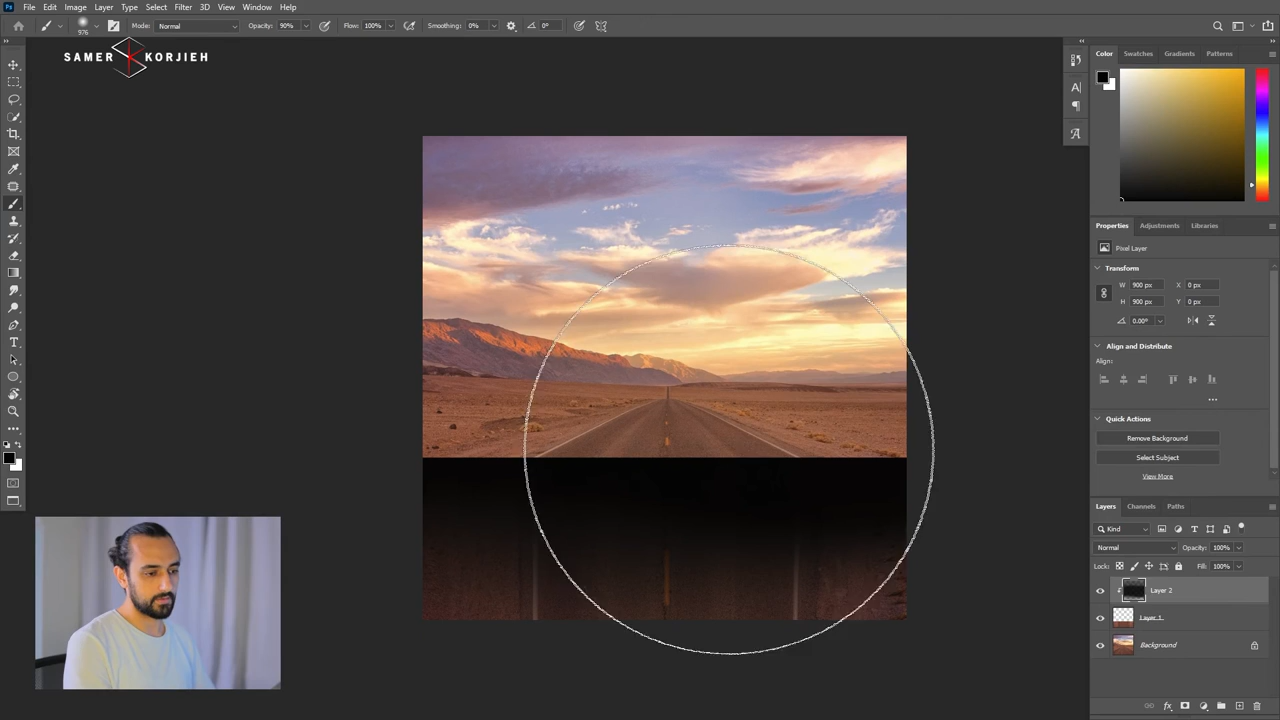 Ps File Edit Image Layer Type Select Filter 3D View Window Help
976 Mode: Normal Opacity: 90% Flow: 100% Smoothing: 0% 0°
SAMER KORJIEH
Color Swatches Gradients Patterns
Properties Adjustments Libraries
Pixel Layer
Transform
W 900 px X 0 px
H 900 px Y 0 px
0.00°
Align and Distribute
Align:
Quick Actions
Remove Background
Select Subject
View More
Layers Channels Paths
Kind
Normal Opacity: 100%
Lock: Fill: 100%
Layer 2
Layer 1
Background